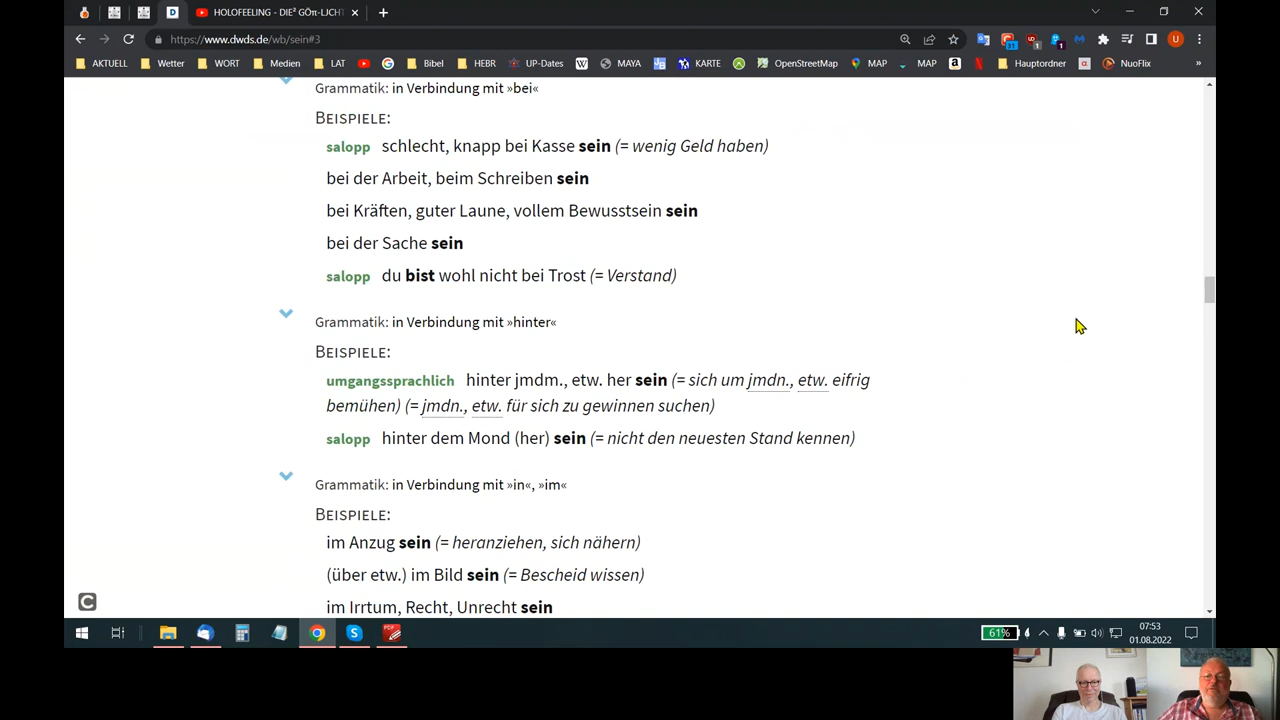 HOLOFEELING - DIE² GÖπ-LJCHT
https://www.dwds.de/wb/sein#3
AKTUELL Wetter WORT Medien LAT Bibel HEBR UP-Dates MAYA KARTE OpenStreetMap MAP MAP Hauptordner NuoFlix »
Grammatik: in Verbindung mit »bei«
BEISPIELE:
salopp schlecht, knapp bei Kasse sein (= wenig Geld haben)
bei der Arbeit, beim Schreiben sein
bei Kräften, guter Laune, vollem Bewusstsein sein
bei der Sache sein
salopp du bist wohl nicht bei Trost (= Verstand)
Grammatik: in Verbindung mit »hinter«
BEISPIELE:
umgangssprachlich hinter jmdm., etw. her sein (= sich um jmdn., etw. eifrig
bemühen) (= jmdn., etw. für sich zu gewinnen suchen)
salopp hinter dem Mond (her) sein (= nicht den neuesten Stand kennen)
Grammatik: in Verbindung mit »in«, »im«
BEISPIELE:
im Anzug sein (= heranziehen, sich nähern)
(über etw.) im Bild sein (= Bescheid wissen)
im Irrtum, Recht, Unrecht sein
61% 07:53
01.08.2022